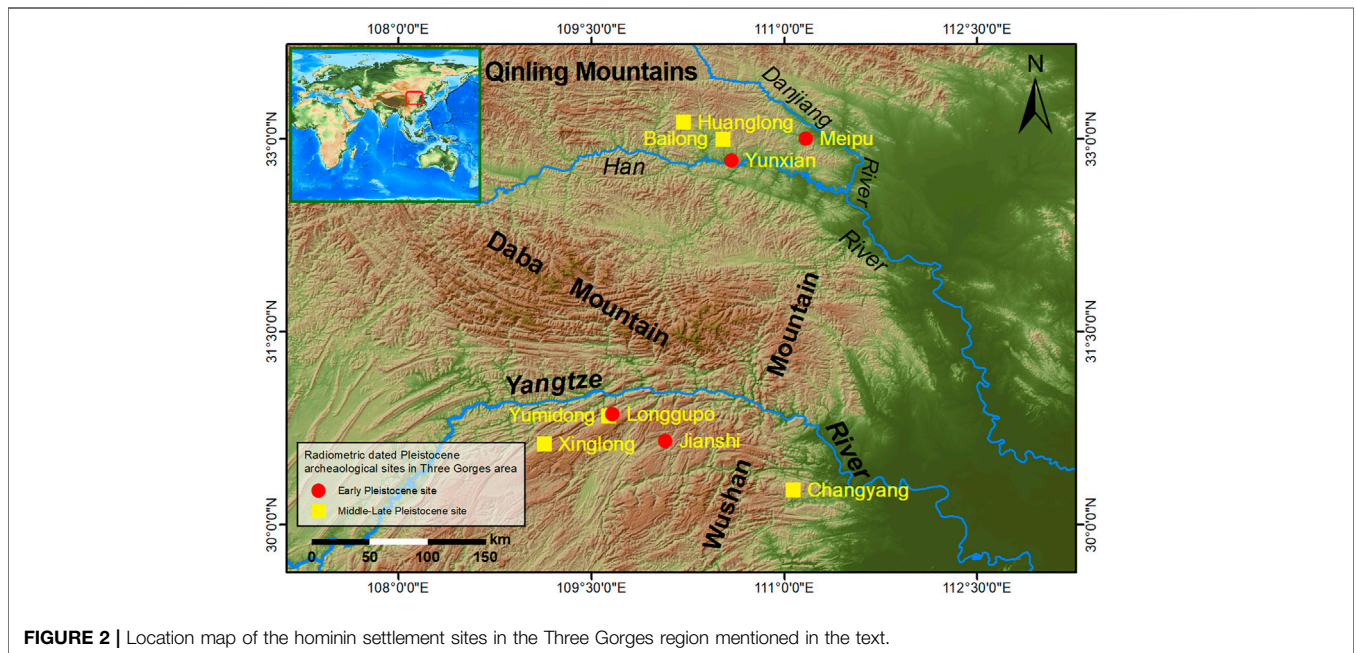 108°0'0"E 109°30'0"E 111°0'0"E 112°30'0"E
Qinling Mountains
N
Danjiang
River
33°0'0"N
33°0'0"N
Huanglong
Bailong
Meipu
Yunxian
Han
River
Daba
Mountain
Mountain
31°30'0"N
31°30'0"N
Yangtze
River
Yumidong
Longgupo
Xinglong
Jianshi
Changyang
Wushan
30°0'0"N
30°0'0"N
Radiometric dated Pleistocene
archeaological sites in Three Gorges area
Early Pleistocene site
Middle-Late Pleistocene site
km
0 50 100 150
108°0'0"E 109°30'0"E 111°0'0"E 112°30'0"E
FIGURE 2 | Location map of the hominin settlement sites in the Three Gorges region mentioned in the text.